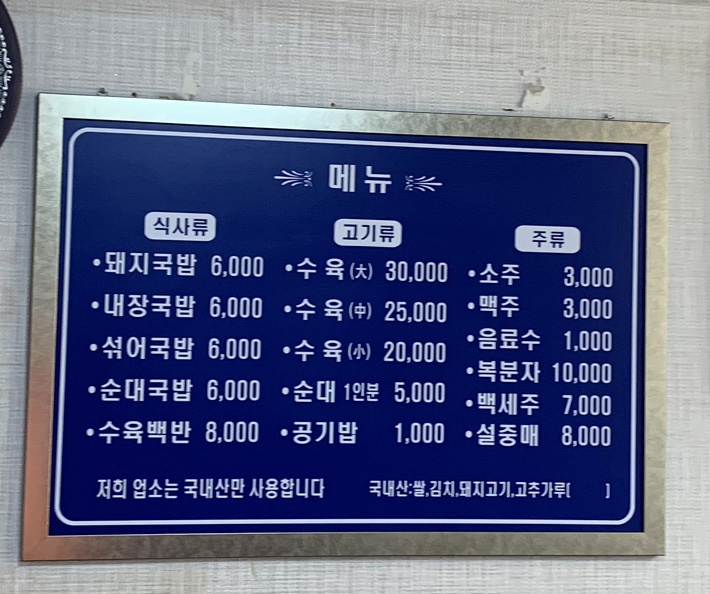 메뉴
식사류
•돼지국밥 6,000
•내장국밥 6,000
•섞어국밥 6,000
•순대국밥 6,000
•수육백반 8,000
고기류
•수 육(大) 30,000
•수 육(中) 25,000
•수 육(小) 20,000
•순대 1인분 5,000
•공기밥 1,000
주류
•소주 3,000
•맥주 3,000
•음료수 1,000
•복분자 10,000
•백세주 7,000
•설중매 8,000
저희 업소는 국내산만 사용합니다
국내산:쌀,김치,돼지고기,고추가루[ ]